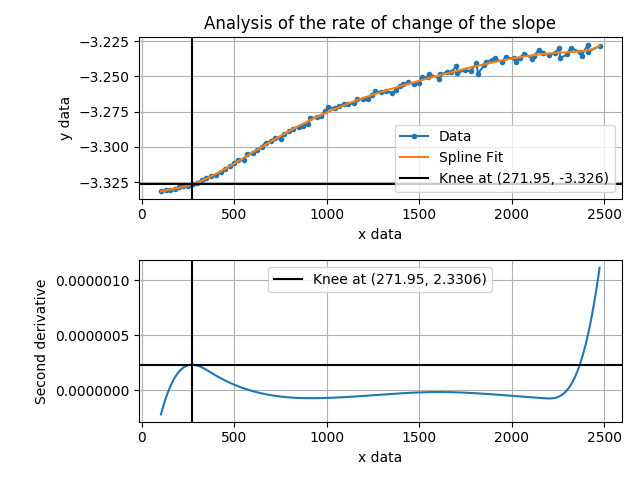 Analysis of the rate of change of the slope
−3.225
−3.250
−3.275
−3.300
−3.325
y data
Data
Spline Fit
Knee at (271.95, -3.326)
0 500 1000 1500 2000 2500
x data
Knee at (271.95, 2.3306)
0.0000010
0.0000005
0.0000000
Second derivative
0 500 1000 1500 2000 2500
x data